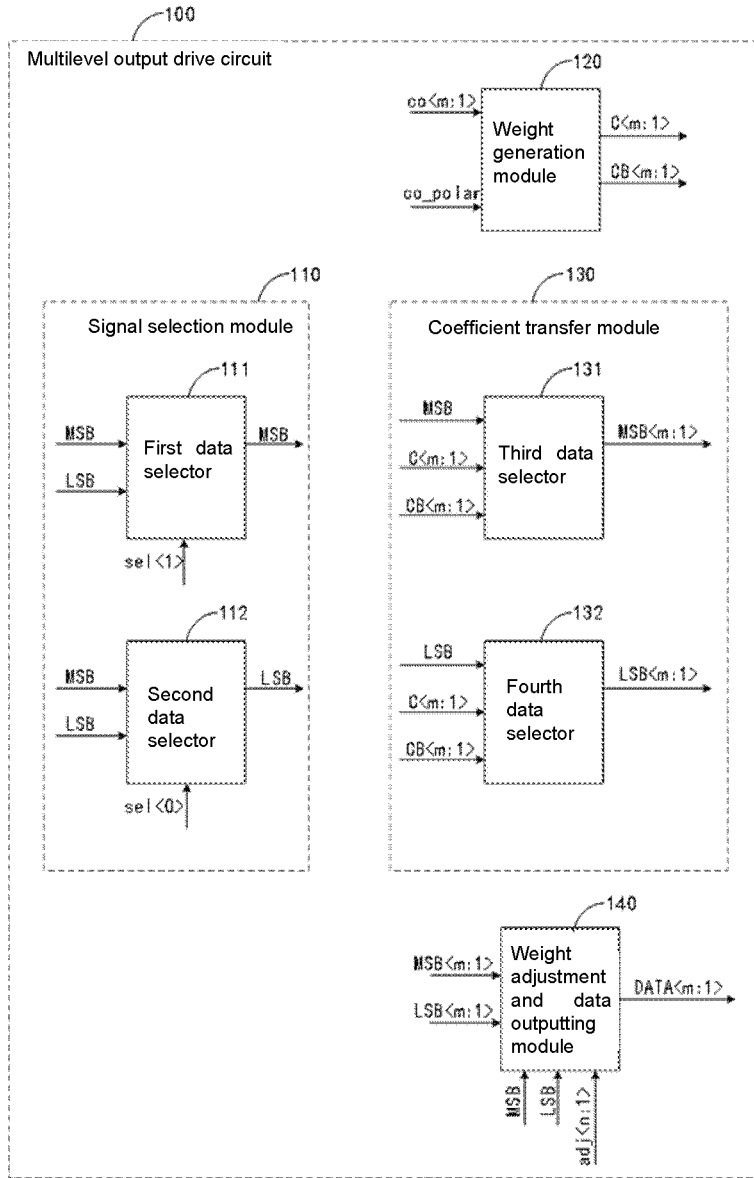 100
Multilevel output drive circuit
120
co<m:1>
co_polar
Weight
generation
module
C<m:1>
CB<m:1>
110
Signal selection module
111
MSB
LSB
First data
selector
MSB
sel<1>
112
MSB
LSB
Second
data
selector
LSB
sel<0>
130
Coefficient transfer module
131
MSB
C<m:1>
CB<m:1>
Third data
selector
MSB<m:1>
132
LSB
C<m:1>
CB<m:1>
Fourth
data
selector
LSB<m:1>
140
MSB<m:1>
LSB<m:1>
Weight
adjustment
and data
outputting
module
DATA<m:1>
MSB
LSB
adj<n:1>